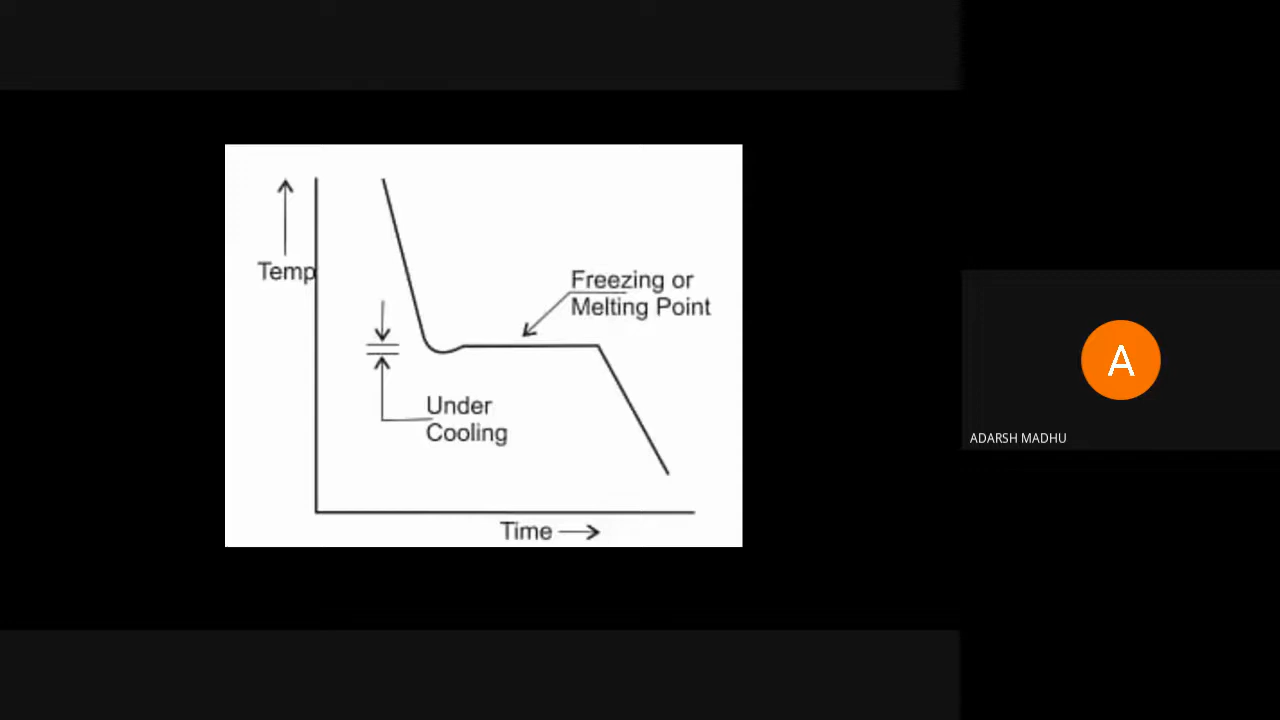 Temp
Freezing or
Melting Point
Under
Cooling
Time
A
ADARSH MADHU